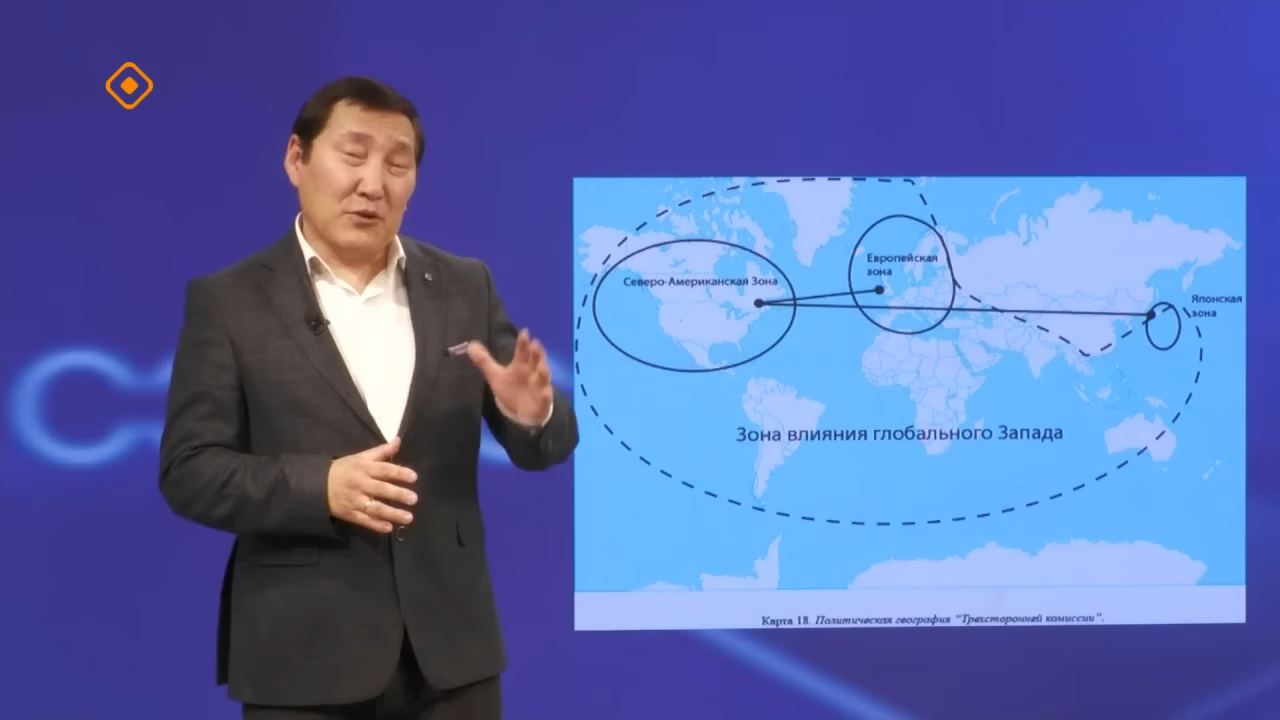 Европейская
зона
Северо-Американская Зона
Японская
зона
Зона влияния глобального Запада
Карта 18. Политическая география "Трехсторонней комиссии".